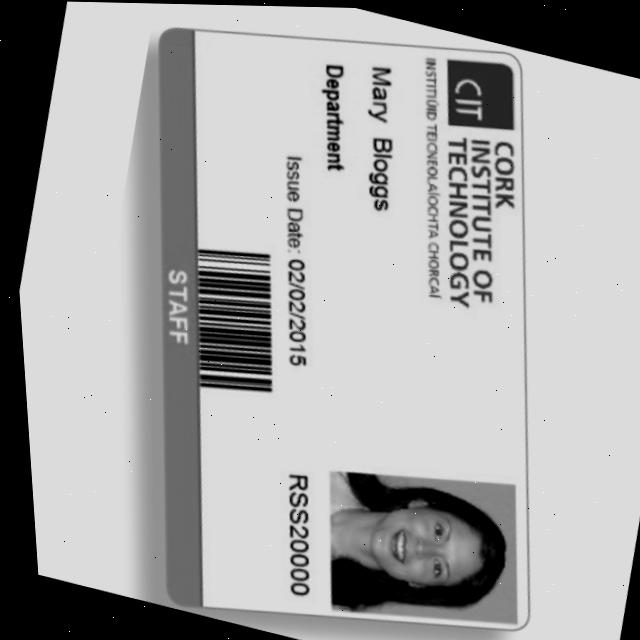 CIT
CORK
INSTITUTE OF
TECHNOLOGY
INSTITIÚID TEICNEOLAÍOCHTA CHORCAÍ
Mary Bloggs
Department
Issue Date: 02/02/2015
RSS20000
STAFF